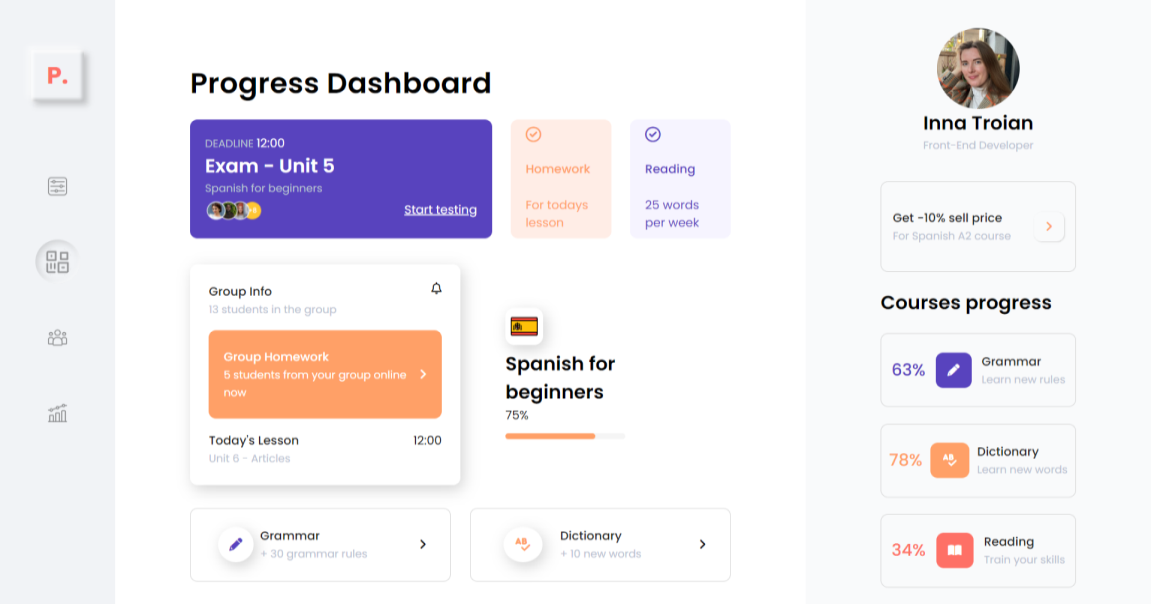 P.
Progress Dashboard
DEADLINE 12:00
Exam - Unit 5
Spanish for beginners
Start testing
Homework
For todays
lesson
Reading
25 words
per week
Group Info
13 students in the group
Group Homework
5 students from your group online
now
Today's Lesson 12:00
Unit 6 - Articles
Spanish for
beginners
75%
Grammar
+ 30 grammar rules
AB
Dictionary
+ 10 new words
Inna Troian
Front-End Developer
Get -10% sell price
For Spanish A2 course
Courses progress
63%
Grammar
Learn new rules
78%
AB
Dictionary
Learn new words
34%
Reading
Train your skills